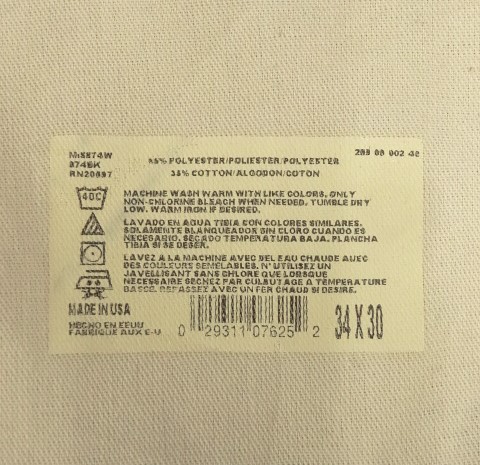 874BK
POLYESTER/POLIESTER/POLYESTER
35% COTTON/ALGODON/COTON
40C
MACHINE WASH WARM WITH LIKE COLORS, ONLY
NON-CHLORINE BLEACH WHEN NEEDED. TUMBLE DRY
LOW. WARM IRON IF DESIRED.
LAVADO EN AGUA TIBIA CON COLORES SIMILARES.
SOLAMENTE BLANQUEADOR SIN CLORO CUANDO ES
NECESARIO. SECADO TEMPERATURA BAJA. PLANCHA
TIBIA SI SE DESEE.
LAVEZ A LA MACHINE AVEC DEL EAU CHAUDE AVEC
DES COULEURS SEMELABLES. N' UTILISEZ UN
JAVELLISANT SANS CHLORE QUE LORSQUE
NECESSAIRE SECHEZ PAR CULBUTAGE A TEMPERATURE
BASSE. REPASSEZ AVEC UN FER CHAUD SI DESIRE.
MADE IN USA
HECHO EN EEUU
FABRIQUE AUX E-U
0 29311 07625 2
34 X 30